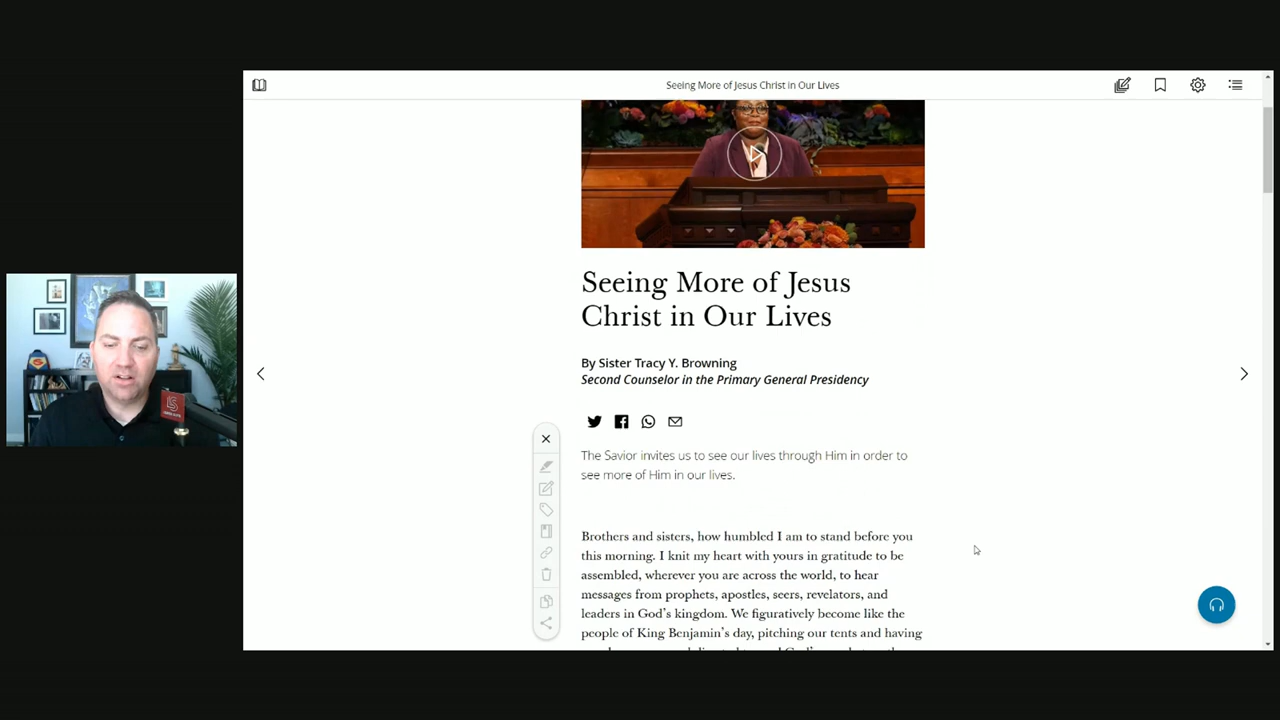 Seeing More of Jesus Christ in Our Lives
Seeing More of Jesus
Christ in Our Lives
By Sister Tracy Y. Browning
Second Counselor in the Primary General Presidency
The Savior invites us to see our lives through Him in order to
see more of Him in our lives.
Brothers and sisters, how humbled I am to stand before you
this morning. I knit my heart with yours in gratitude to be
assembled, wherever you are across the world, to hear
messages from prophets, apostles, seers, revelators, and
leaders in God's kingdom. We figuratively become like the
people of King Benjamin's day, pitching our tents and having